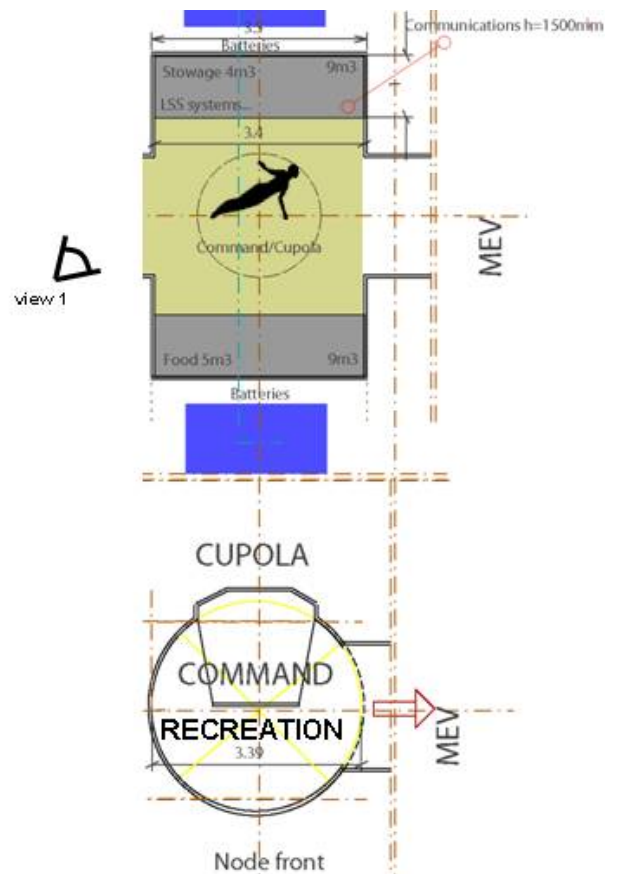 3.5
Batteries
Communications h=1500mm
Stowage 4m3
9m3
LSS systems...
3.4
Command/Cupola
MEV
view 1
Food 5m3
9m3
Batteries
CUPOLA
COMMAND
RECREATION
3.39
MEV
Node front